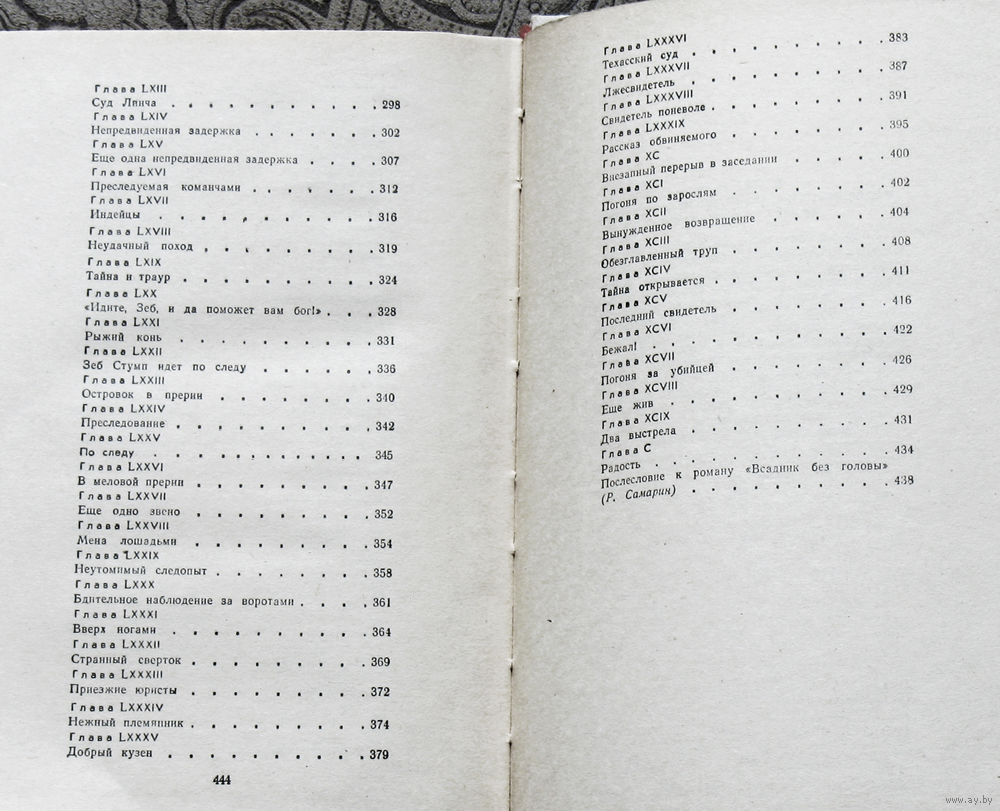 Глава LXIII
Суд Линча . . . . . . . . . . . 298
Глава LXIV
Непредвиденная задержка . . . . . . . 302
Глава LXV
Еще одна непредвиденная задержка . . . . 307
Глава LXVI
Преследуемая команчами . . . . . . . 312
Глава LXVII
Индейцы . . . . . . . . . . . . 316
Глава LXVIII
Неудачный поход . . . . . . . . . 319
Глава LXIX
Тайна и траур . . . . . . . . . . 324
Глава LXX
«Идите, Зеб, и да поможет вам бог!» . . . 328
Глава LXXI
Рыжий конь . . . . . . . . . . 331
Глава LXXII
Зеб Стумп идет по следу . . . . . . . 336
Глава LXXIII
Островок в прерии . . . . . . . . 340
Глава LXXIV
Преследование . . . . . . . . . . 342
Глава LXXV
По следу . . . . . . . . . . . 345
Глава LXXVI
В меловой прерии . . . . . . . . . 347
Глава LXXVII
Еще одно звено . . . . . . . . . 352
Глава LXXVIII
Мена лошадьми . . . . . . . . . 354
Глава LXXIX
Неутомимый следопыт . . . . . . . . 358
Глава LXXX
Бдительное наблюдение за воротами . . . . 361
Глава LXXXI
Вверх ногами . . . . . . . . . . 364
Глава LXXXII
Странный сверток . . . . . . . . . 369
Глава LXXXIII
Приезжие юристы . . . . . . . . . 372
Глава LXXXIV
Нежный племянник . . . . . . . . . 374
Глава LXXXV
Добрый кузен . . . . . . . . . . 379
444
Глава LXXXVI
Техасский суд . . . . . . . . . . 383
Глава LXXXVII
Лжесвидетель . . . . . . . . . . 387
Глава LXXXVIII
Свидетель поневоле . . . . . . . . . 391
Глава LXXXIX
Рассказ обвиняемого . . . . . . . . 395
Глава XC
Внезапный перерыв в заседании . . . . . 400
Глава XCI
Погоня по зарослям . . . . . . . . 402
Глава XCII
Вынужденное возвращение . . . . . . . 404
Глава XCIII
Обезглавленный труп . . . . . . . . 408
Глава XCIV
Тайна открывается . . . . . . . . . 411
Глава XCV
Последний свидетель . . . . . . . . 416
Глава XCVI
Бежал! . . . . . . . . . . . . 422
Глава XCVII
Погоня за убийцей . . . . . . . . . 426
Глава XCVIII
Еще жив . . . . . . . . . . . 429
Глава XCIX
Два выстрела . . . . . . . . . . 431
Глава C
Радость . . . . . . . . . . . . 434
Послесловие к роману «Всадник без головы»
(Р. Самарин) . . . . . . . . . . 438
www.ay.by